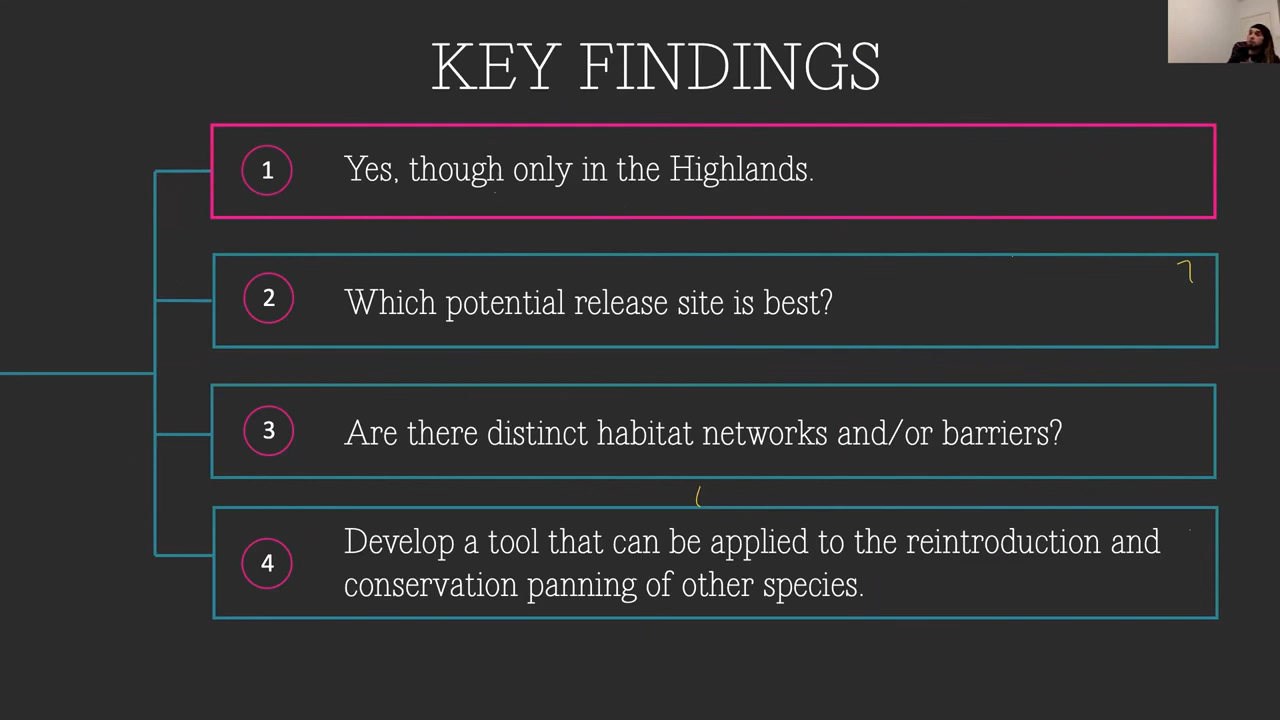 KEY FINDINGS
1 Yes, though only in the Highlands.
2 Which potential release site is best?
3 Are there distinct habitat networks and/or barriers?
4 Develop a tool that can be applied to the reintroduction and
conservation panning of other species.